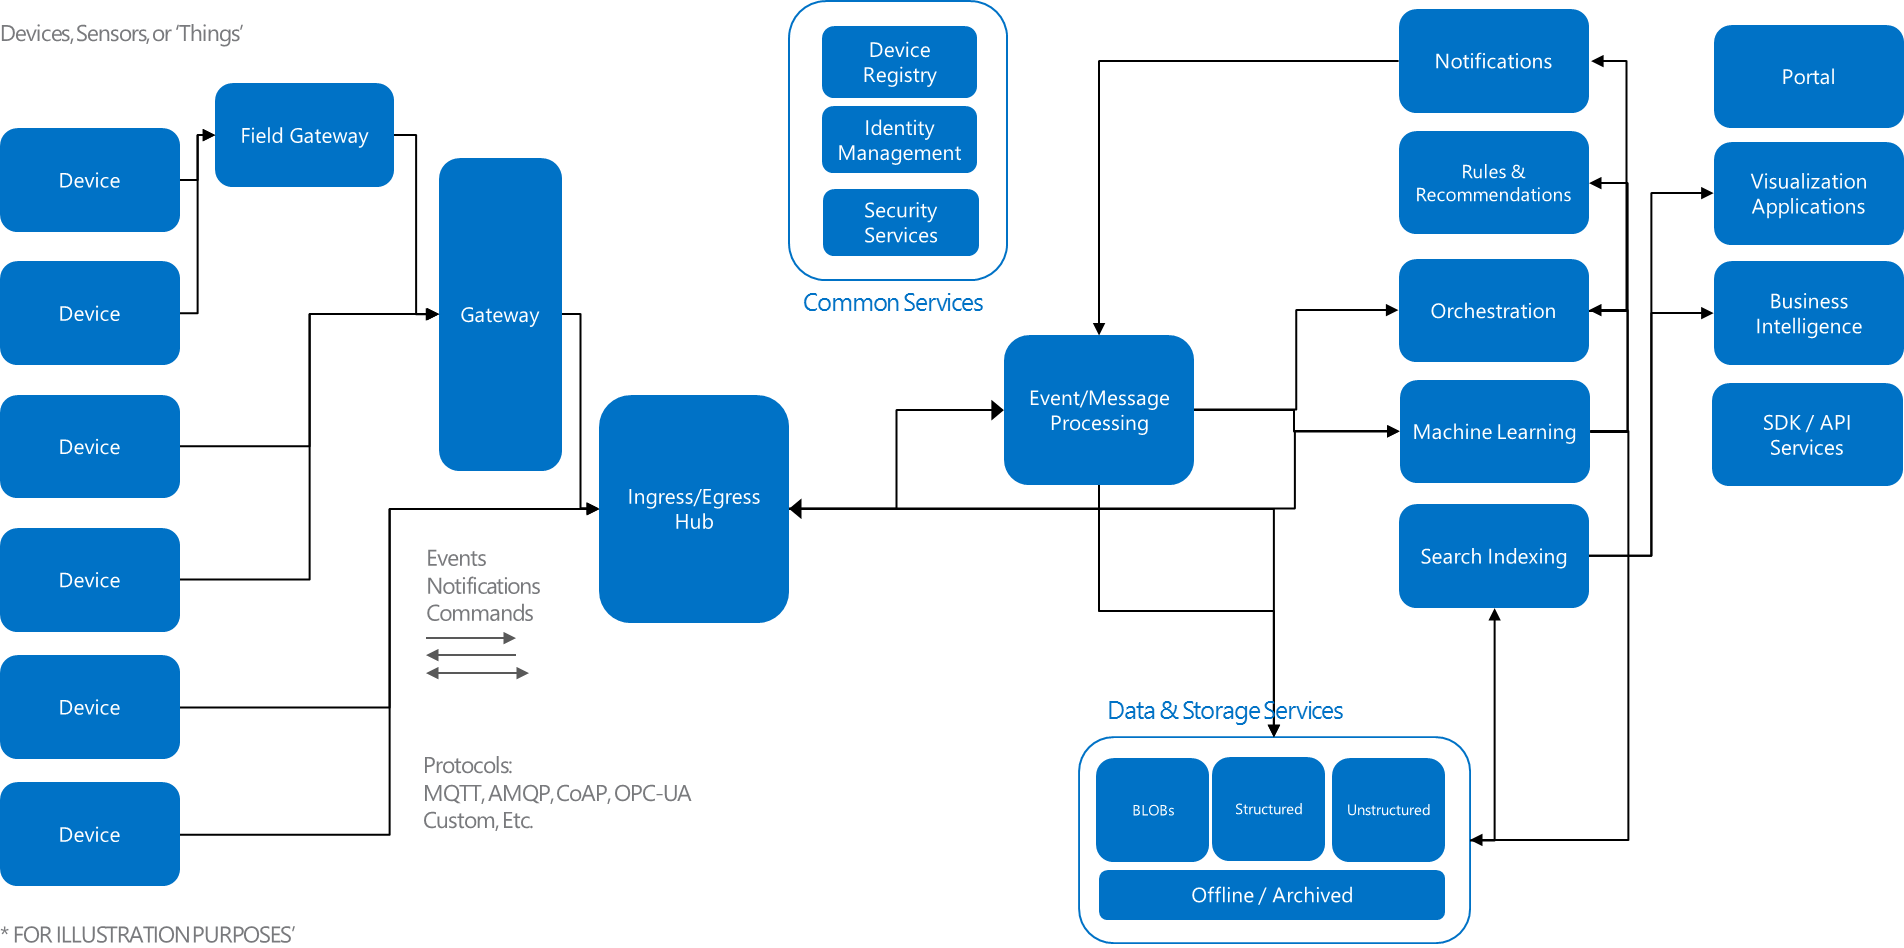 Devices, Sensors, or ‘Things’
Device
Device
Device
Device
Device
Device
Field Gateway
Gateway
Ingress/Egress
Hub
Events
Notifications
Commands
Protocols:
MQTT, AMQP, CoAP, OPC-UA
Custom, Etc.
* FOR ILLUSTRATION PURPOSES’
Device
Registry
Identity
Management
Security
Services
Common Services
Event/Message
Processing
Notifications
Rules &
Recommendations
Orchestration
Machine Learning
Search Indexing
Portal
Visualization
Applications
Business
Intelligence
SDK / API
Services
Data & Storage Services
BLOBs
Structured
Unstructured
Offline / Archived